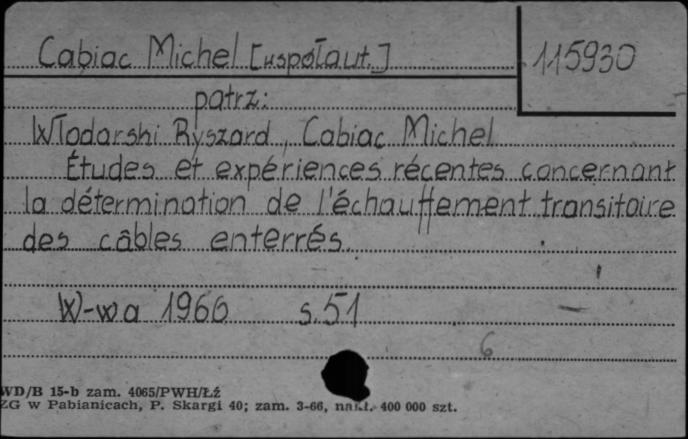 Cabiac Michel [współaut.] 115930
patrz:
Włodarski Ryszard, Cabiac Michel
Études et expériences récentes concernant
la détermination de l'échauffement transitoire
des câbles enterrés.
W-wa 1966 s.51
6
WD/B 15-b zam. 4065/PWH/Łź
ZG w Pabianicach, P. Skargi 40; zam. 3-66, nakł. 400 000 szt.